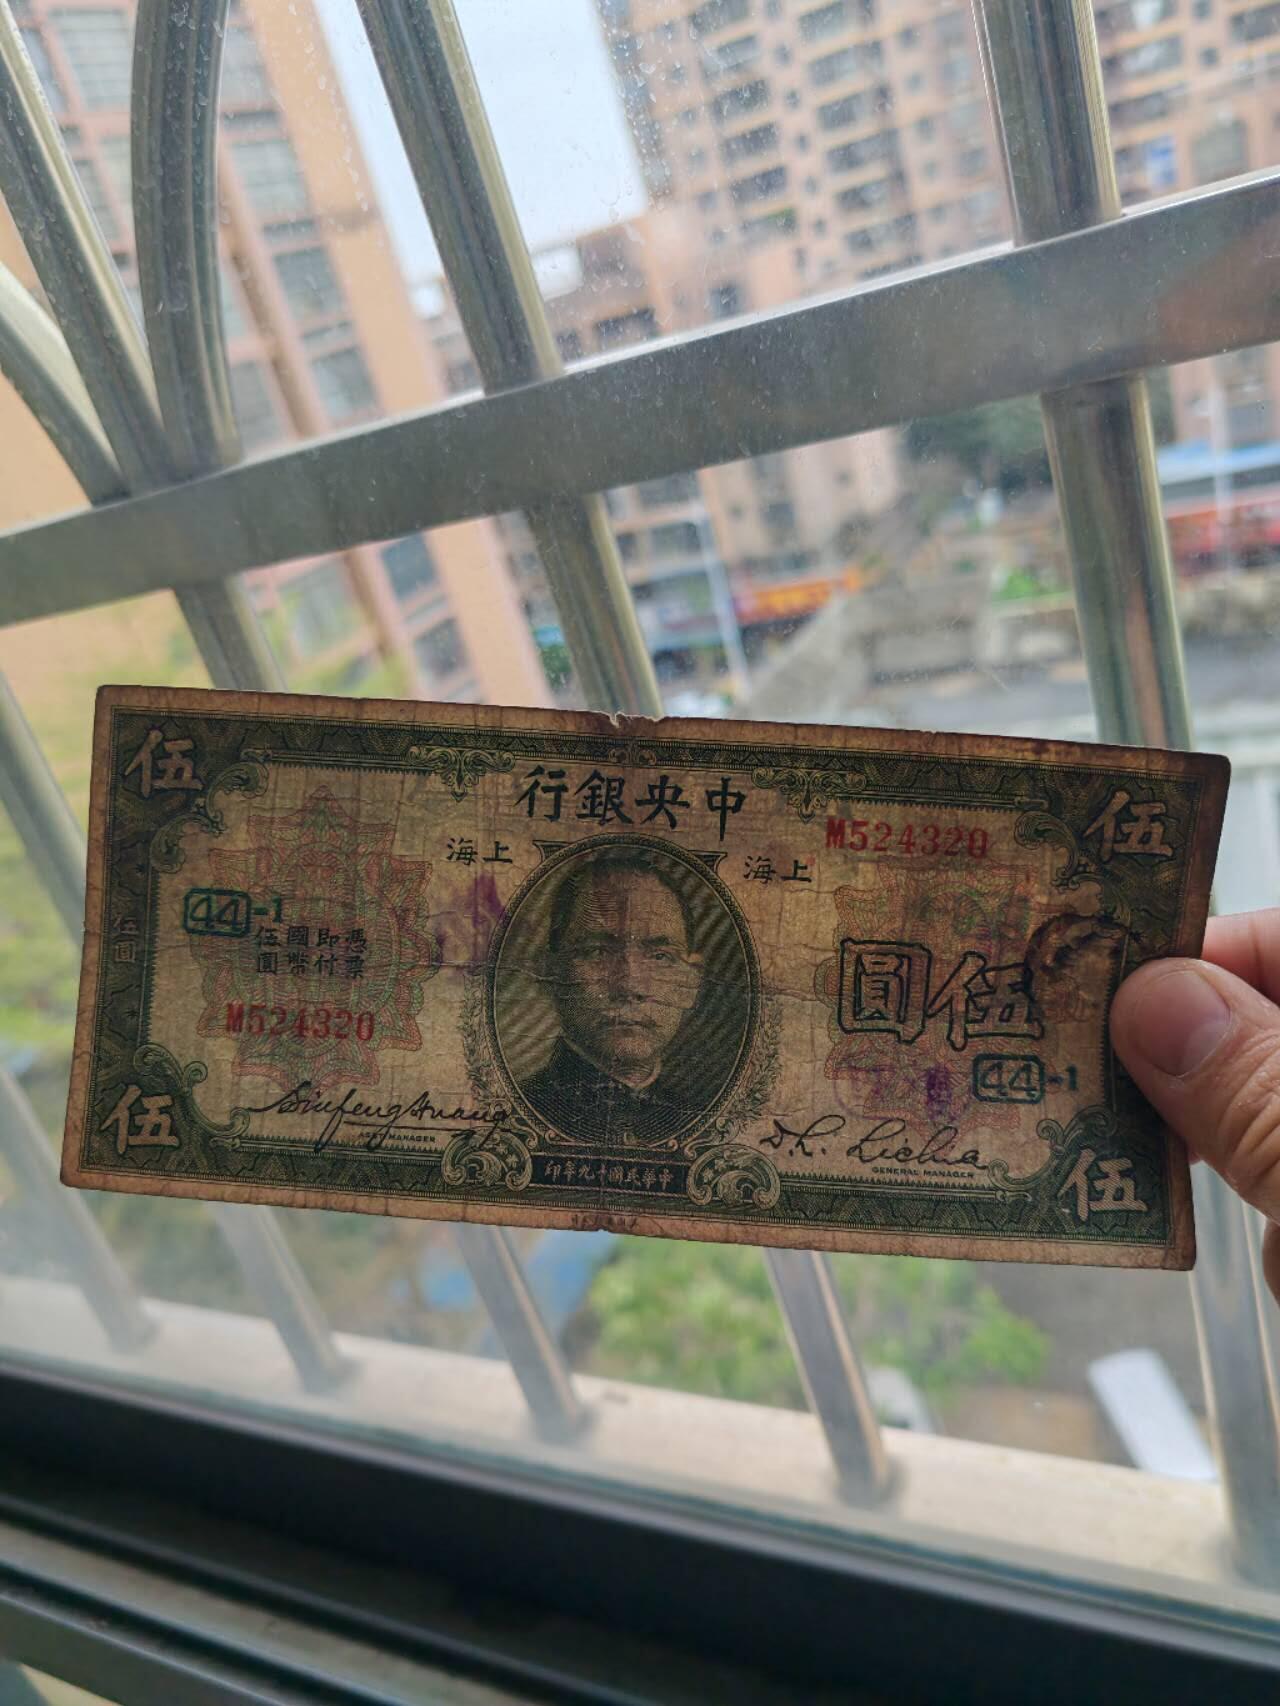 伍
伍
中央銀行
上海
上海
M524320
44-1
伍圓
憑票
即付
國幣
伍圓
M524320
伍圓
44-1
GENERAL MANAGER
中華民國十九年印
伍
伍